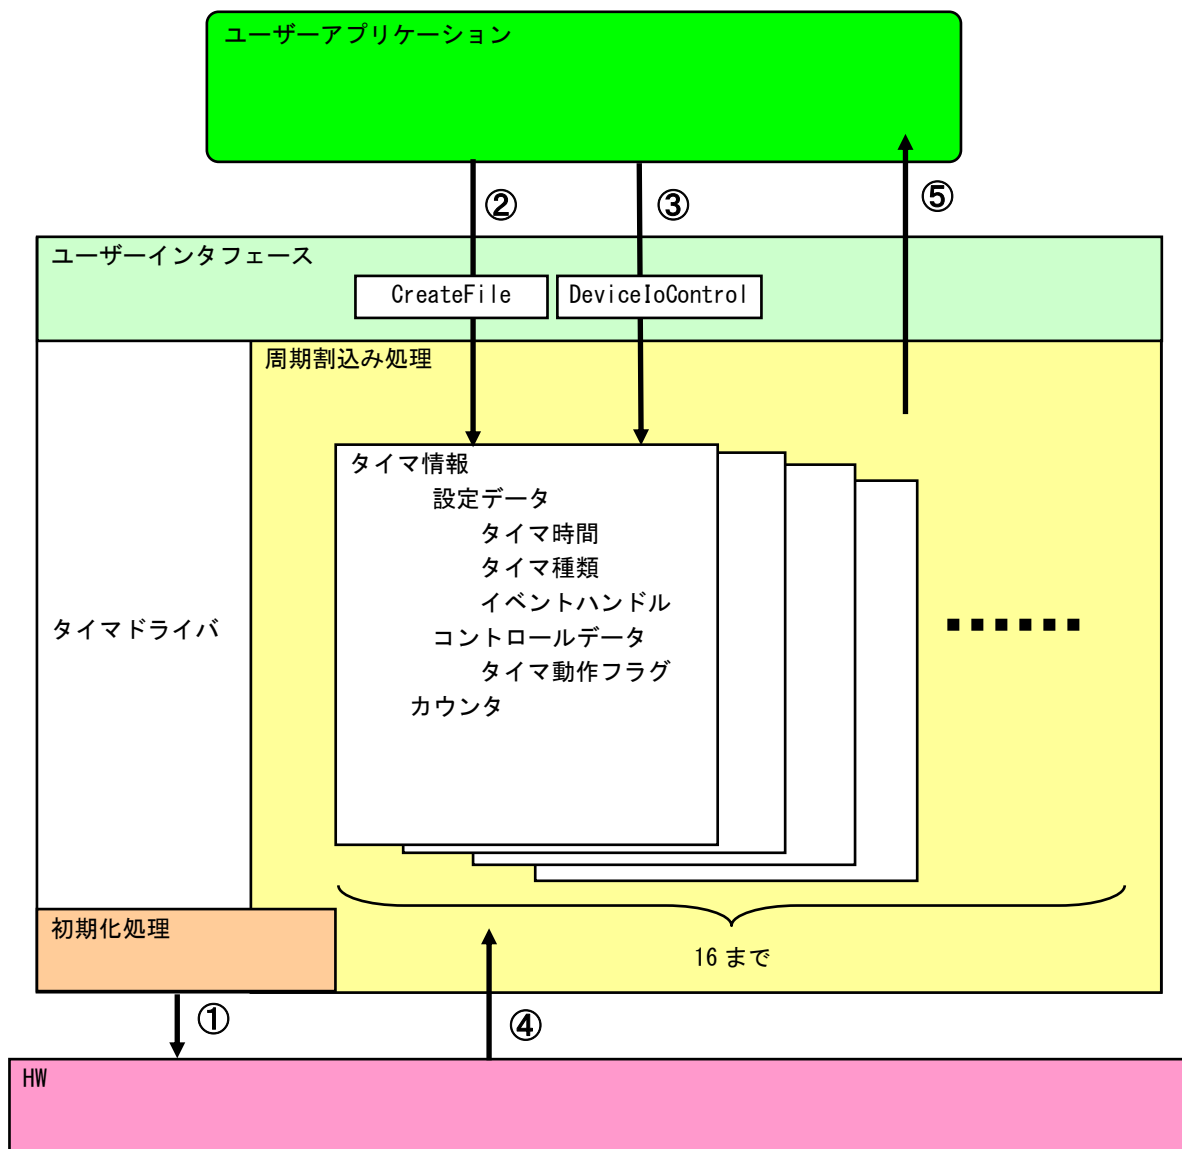 ユーザーアプリケーション
②
③
⑤
ユーザーインタフェース
CreateFile
DeviceIoControl
周期割込み処理
タイマ情報
設定データ
タイマ時間
タイマ種類
イベントハンドル
タイマドライバ
コントロールデータ
タイマ動作フラグ
カウンタ
初期化処理
16 まで
①
④
HW